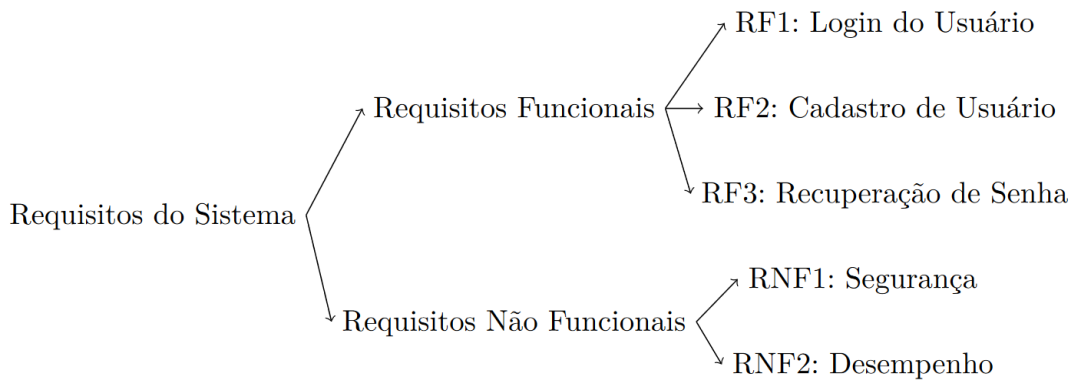 Requisitos do Sistema
Requisitos Funcionais
RF1: Login do Usuário
RF2: Cadastro de Usuário
RF3: Recuperação de Senha
Requisitos Não Funcionais
RNF1: Segurança
RNF2: Desempenho